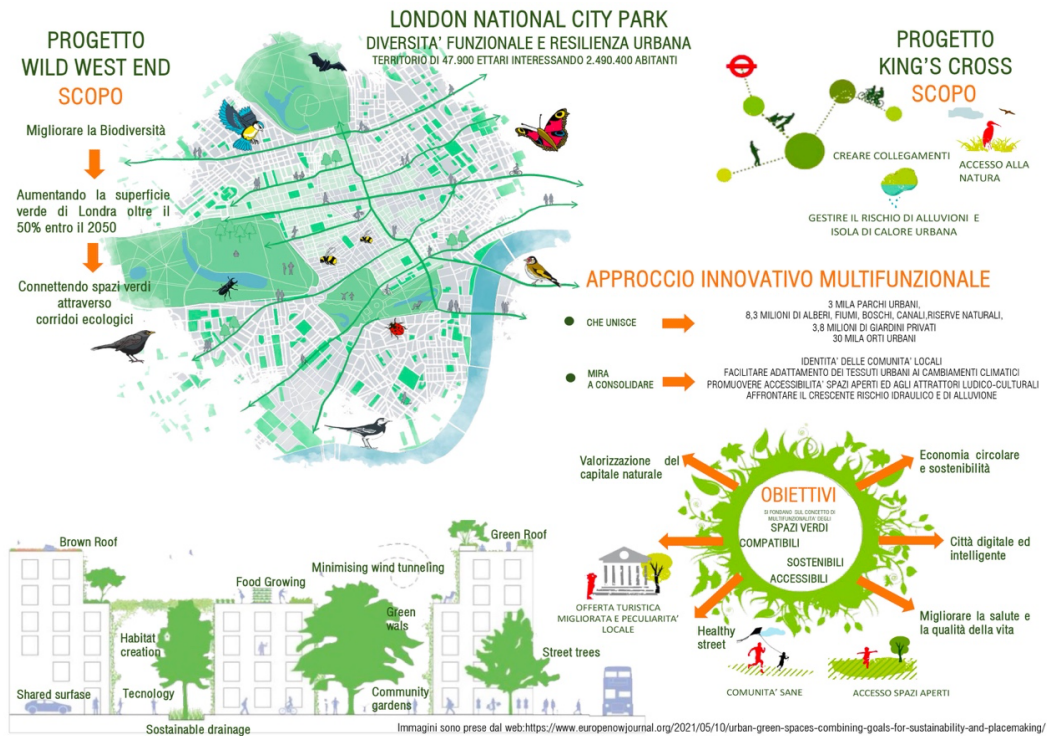 LONDON NATIONAL CITY PARK
DIVERSITA' FUNZIONALE E RESILIENZA URBANA
TERRITORIO DI 47.900 ETTARI INTERESSANDO 2.490.400 ABITANTI
PROGETTO
WILD WEST END
SCOPO
Migliorare la Biodiversità
Aumentando la superficie
verde di Londra oltre il
50% entro il 2050
Connettendo spazi verdi
attraverso
corridoi ecologici
PROGETTO
KING'S CROSS
SCOPO
CREARE COLLEGAMENTI
ACCESSO ALLA
NATURA
GESTIRE IL RISCHIO DI ALLUVIONI E
ISOLA DI CALORE URBANA
APPROCCIO INNOVATIVO MULTIFUNZIONALE
CHE UNISCE
3 MILA PARCHI URBANI,
8,3 MILIONI DI ALBERI, FIUMI, BOSCHI, CANALI,RISERVE NATURALI,
3,8 MILIONI DI GIARDINI PRIVATI
30 MILA ORTI URBANI
MIRA
A CONSOLIDARE
IDENTITA' DELLE COMUNITA' LOCALI
FACILITARE ADATTAMENTO DEI TESSUTI URBANI AI CAMBIAMENTI CLIMATICI
PROMUOVERE ACCESSIBILITA' SPAZI APERTI ED AGLI ATTRATTORI LUDICO-CULTURALI
AFFRONTARE IL CRESCENTE RISCHIO IDRAULICO E DI ALLUVIONE
Valorizzazione del
capitale naturale
Economia circolare
e sostenibilità
OBIETTIVI
SI FONDANO SUL CONCETTO DI
MULTIFUNZIONALITA' DEGLI
SPAZI VERDI
COMPATIBILI
SOSTENIBILI
ACCESSIBILI
Città digitale ed
intelligente
OFFERTA TURISTICA
MIGLIORATA E PECULIARITA'
LOCALE
Healthy
street
Migliorare la salute e
la qualità della vita
COMUNITA' SANE
ACCESSO SPAZI APERTI
Brown Roof
Green Roof
Food Growing
Minimising wind tunneling
Green
wals
Habitat
creation
Street trees
Shared surfase
Tecnology
Community
gardens
Sostainable drainage
Immagini sono prese dal web:https://www.europenowjournal.org/2021/05/10/urban-green-spaces-combining-goals-for-sustainability-and-placemaking/